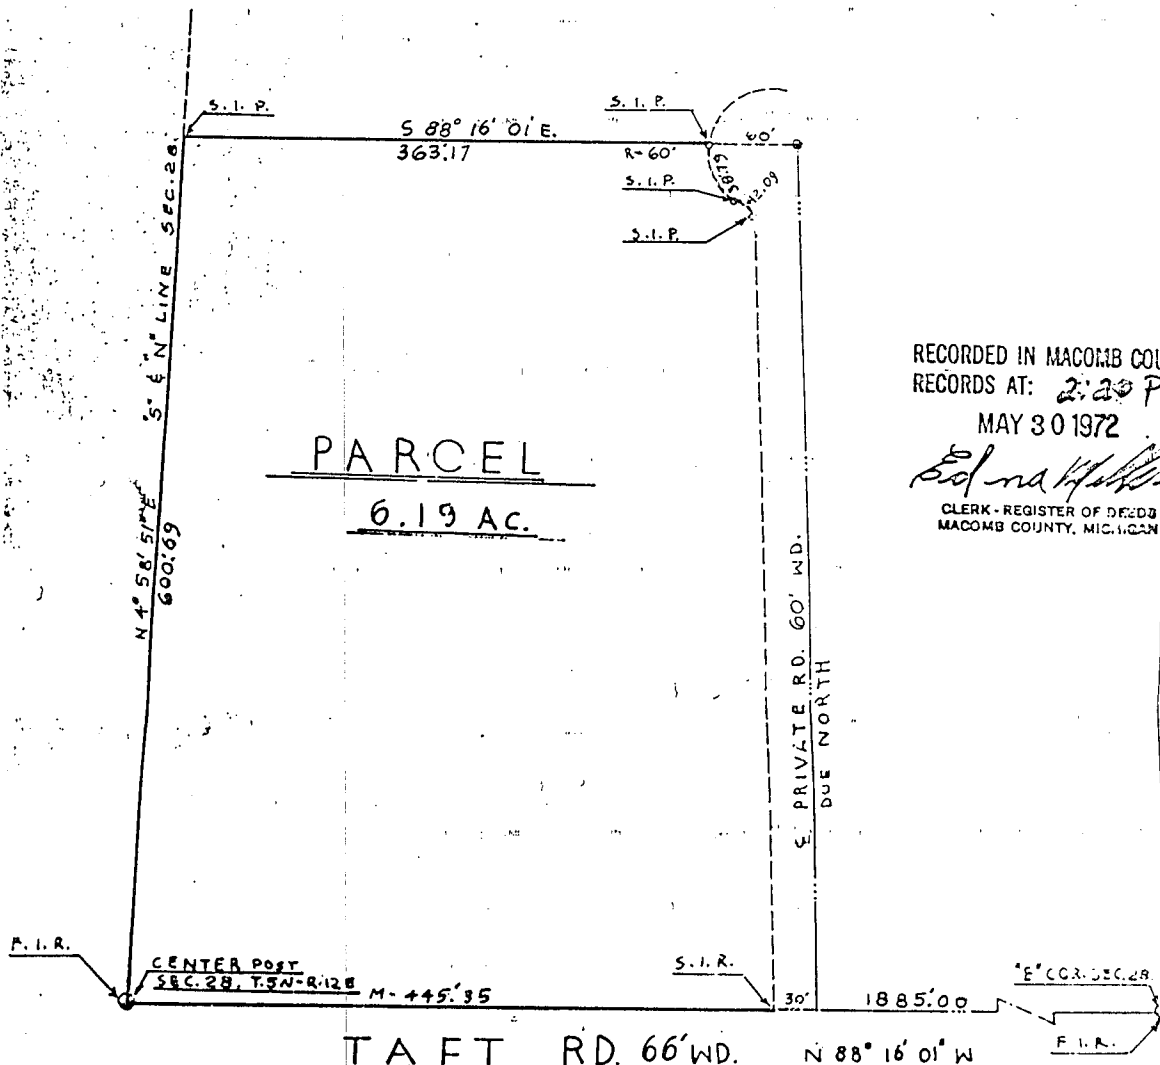 S. I. P.
S 88° 16' 01" E.
363.17
S. I. P.
R-60'
60'
58.79
42.09
S. I. P.
S. I. P.
"S" & "N" LINE SEC. 28.
N 4° 58' 51" E
600.69
PARCEL
6.19 AC.
RECORDED IN MACOMB COU
RECORDS AT: 2:20 P
MAY 30 1972
Edna
CLERK - REGISTER OF DEEDS
MACOMB COUNTY, MICHIGAN
℄ PRIVATE RD. 60' WD.
DUE NORTH
F. I. R.
CENTER POST
SEC. 28, T.5N-R.12E
M- 445.35
S. I. R.
30'
1885.00
"E" COR. SEC. 28.
F. I. R.
TAFT RD. 66' WD.
N 88° 16' 01" W